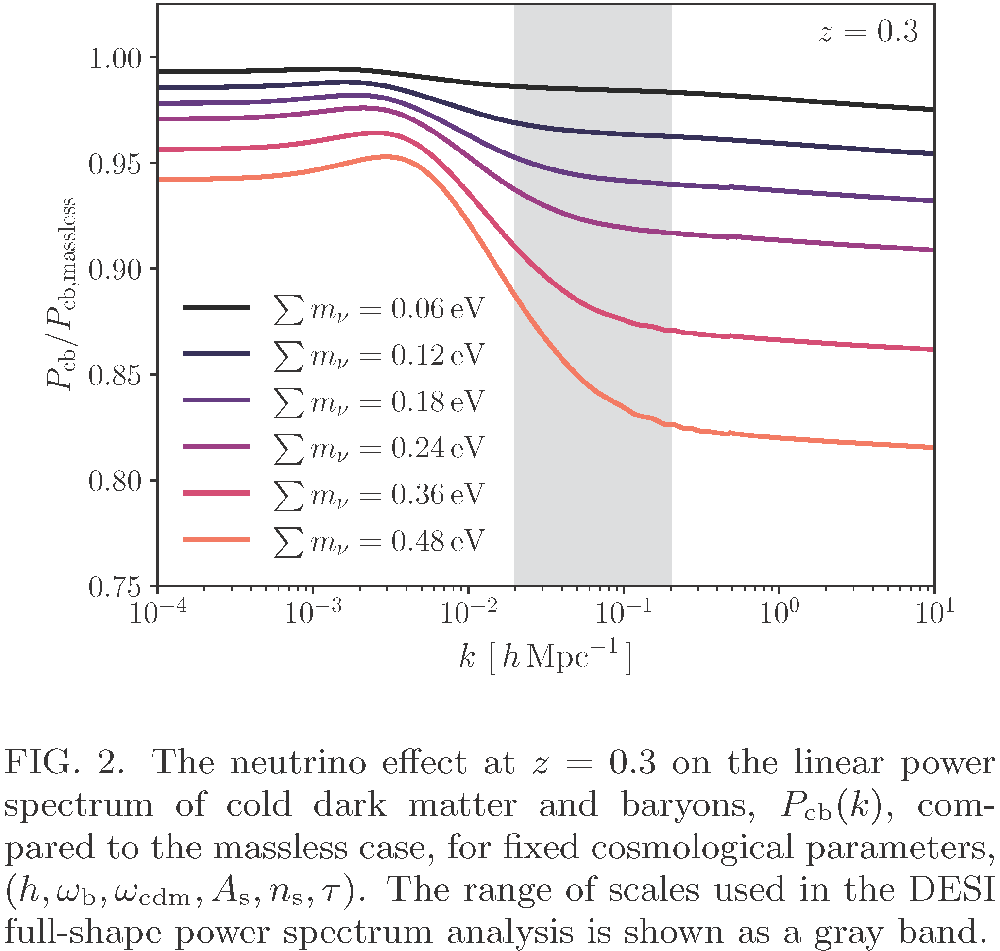 z = 0.3
1.00
0.95
0.90
0.85
0.80
0.75
P_cb/P_cb,massless
∑ m_ν = 0.06 eV
∑ m_ν = 0.12 eV
∑ m_ν = 0.18 eV
∑ m_ν = 0.24 eV
∑ m_ν = 0.36 eV
∑ m_ν = 0.48 eV
10⁻⁴ 10⁻³ 10⁻² 10⁻¹ 10⁰ 10¹
k [ h Mpc⁻¹ ]
FIG. 2. The neutrino effect at z = 0.3 on the linear power
spectrum of cold dark matter and baryons, P_cb(k), com-
pared to the massless case, for fixed cosmological parameters,
(h, ω_b, ω_cdm, A_s, n_s, τ). The range of scales used in the DESI
full-shape power spectrum analysis is shown as a gray band.